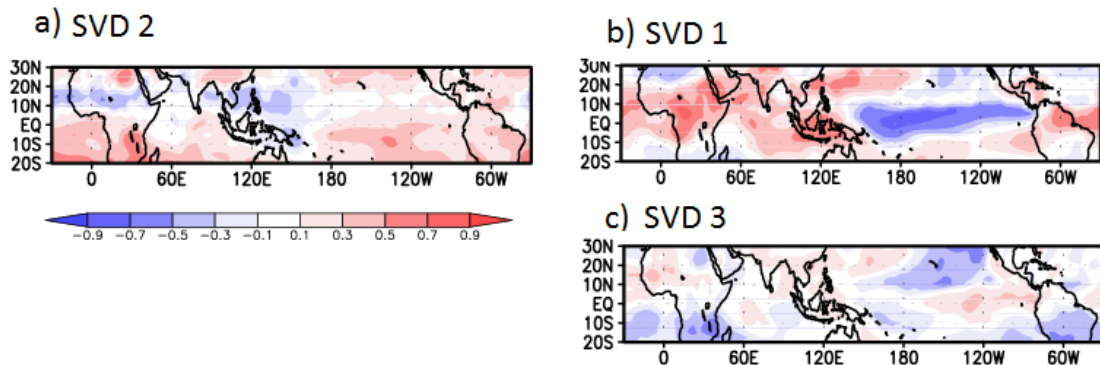 a) SVD 2
30N
20N
10N
EQ
10S
20S
0 60E 120E 180 120W 60W
-0.9 -0.7 -0.5 -0.3 -0.1 0.1 0.3 0.5 0.7 0.9
b) SVD 1
30N
20N
10N
EQ
10S
20S
0 60E 120E 180 120W 60W
c) SVD 3
30N
20N
10N
EQ
10S
20S
0 60E 120E 180 120W 60W